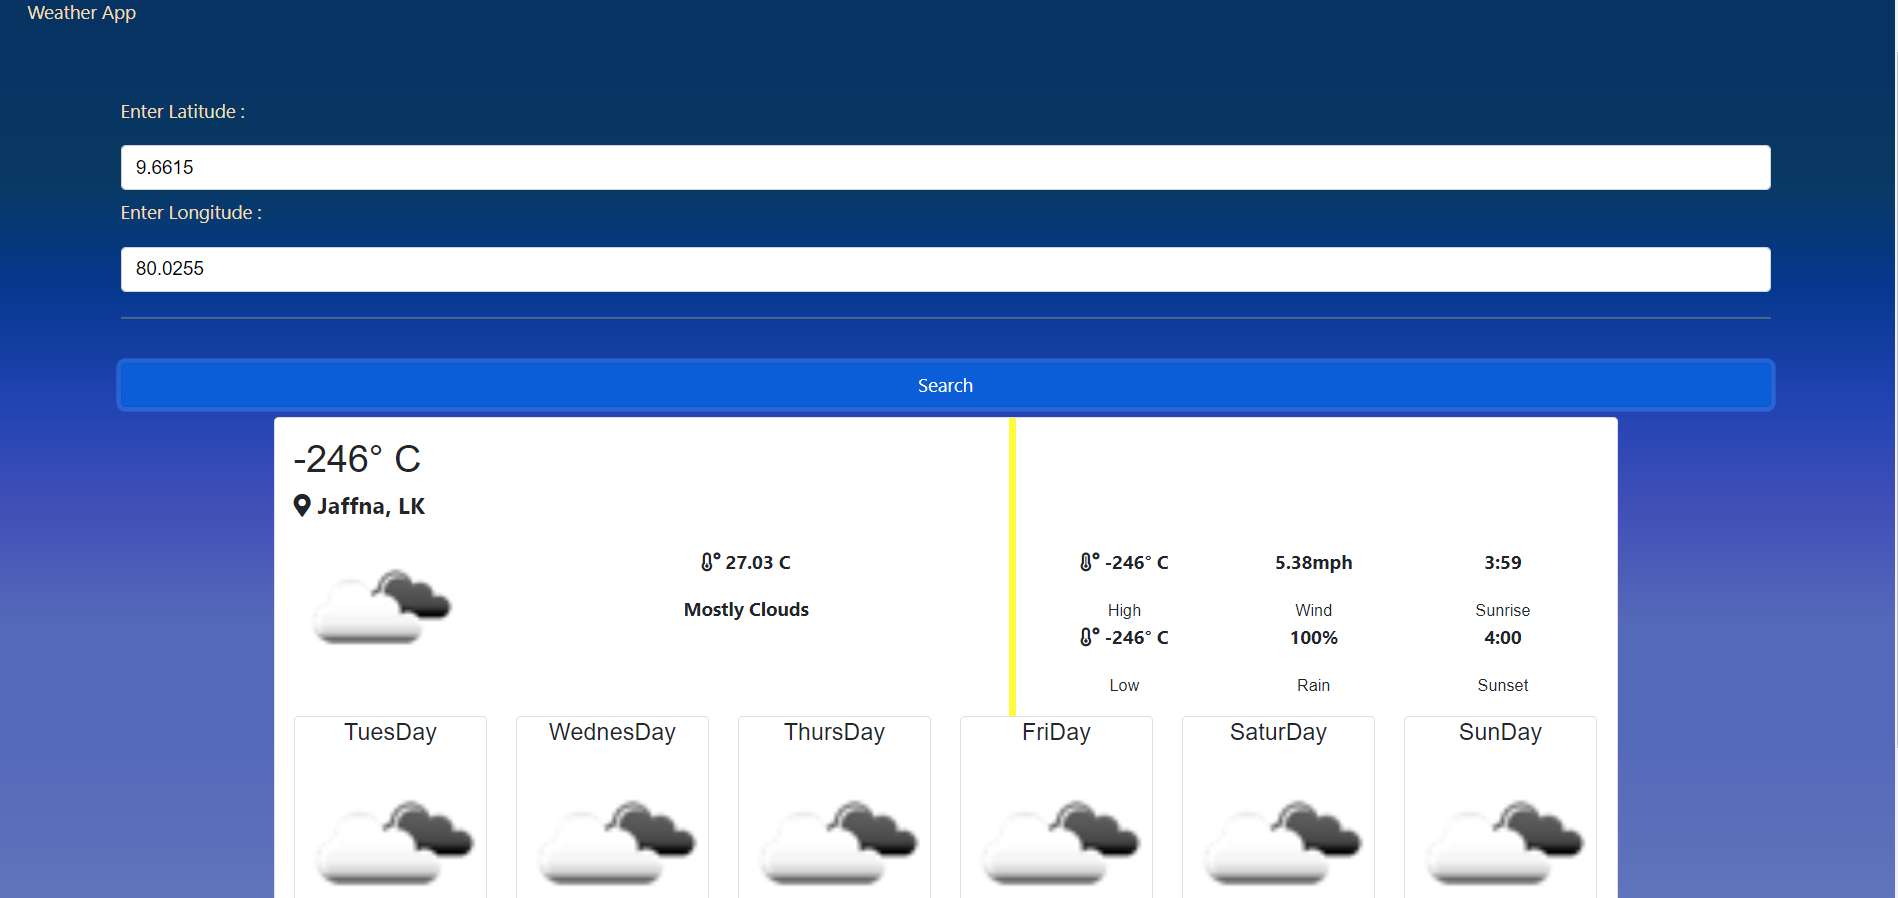 Weather App
Enter Latitude :
9.6615
Enter Longitude :
80.0255
Search
-246° C
Jaffna, LK
27.03 C
Mostly Clouds
-246° C 5.38mph 3:59
High Wind Sunrise
-246° C 100% 4:00
Low Rain Sunset
TuesDay WednesDay ThursDay FriDay SaturDay SunDay